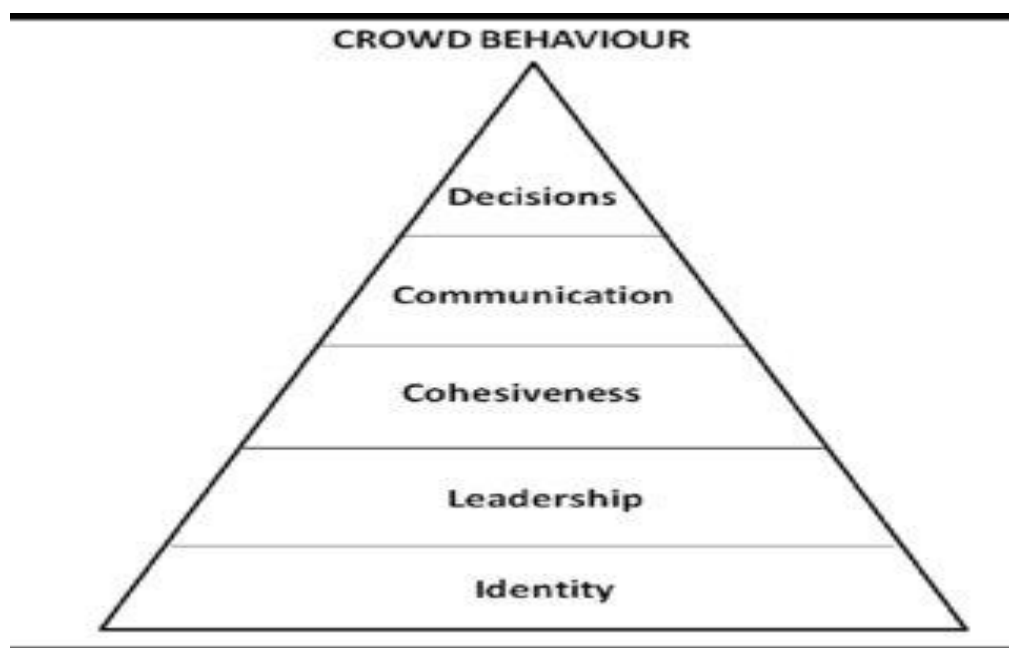 CROWD BEHAVIOUR
Decisions
Communication
Cohesiveness
Leadership
Identity